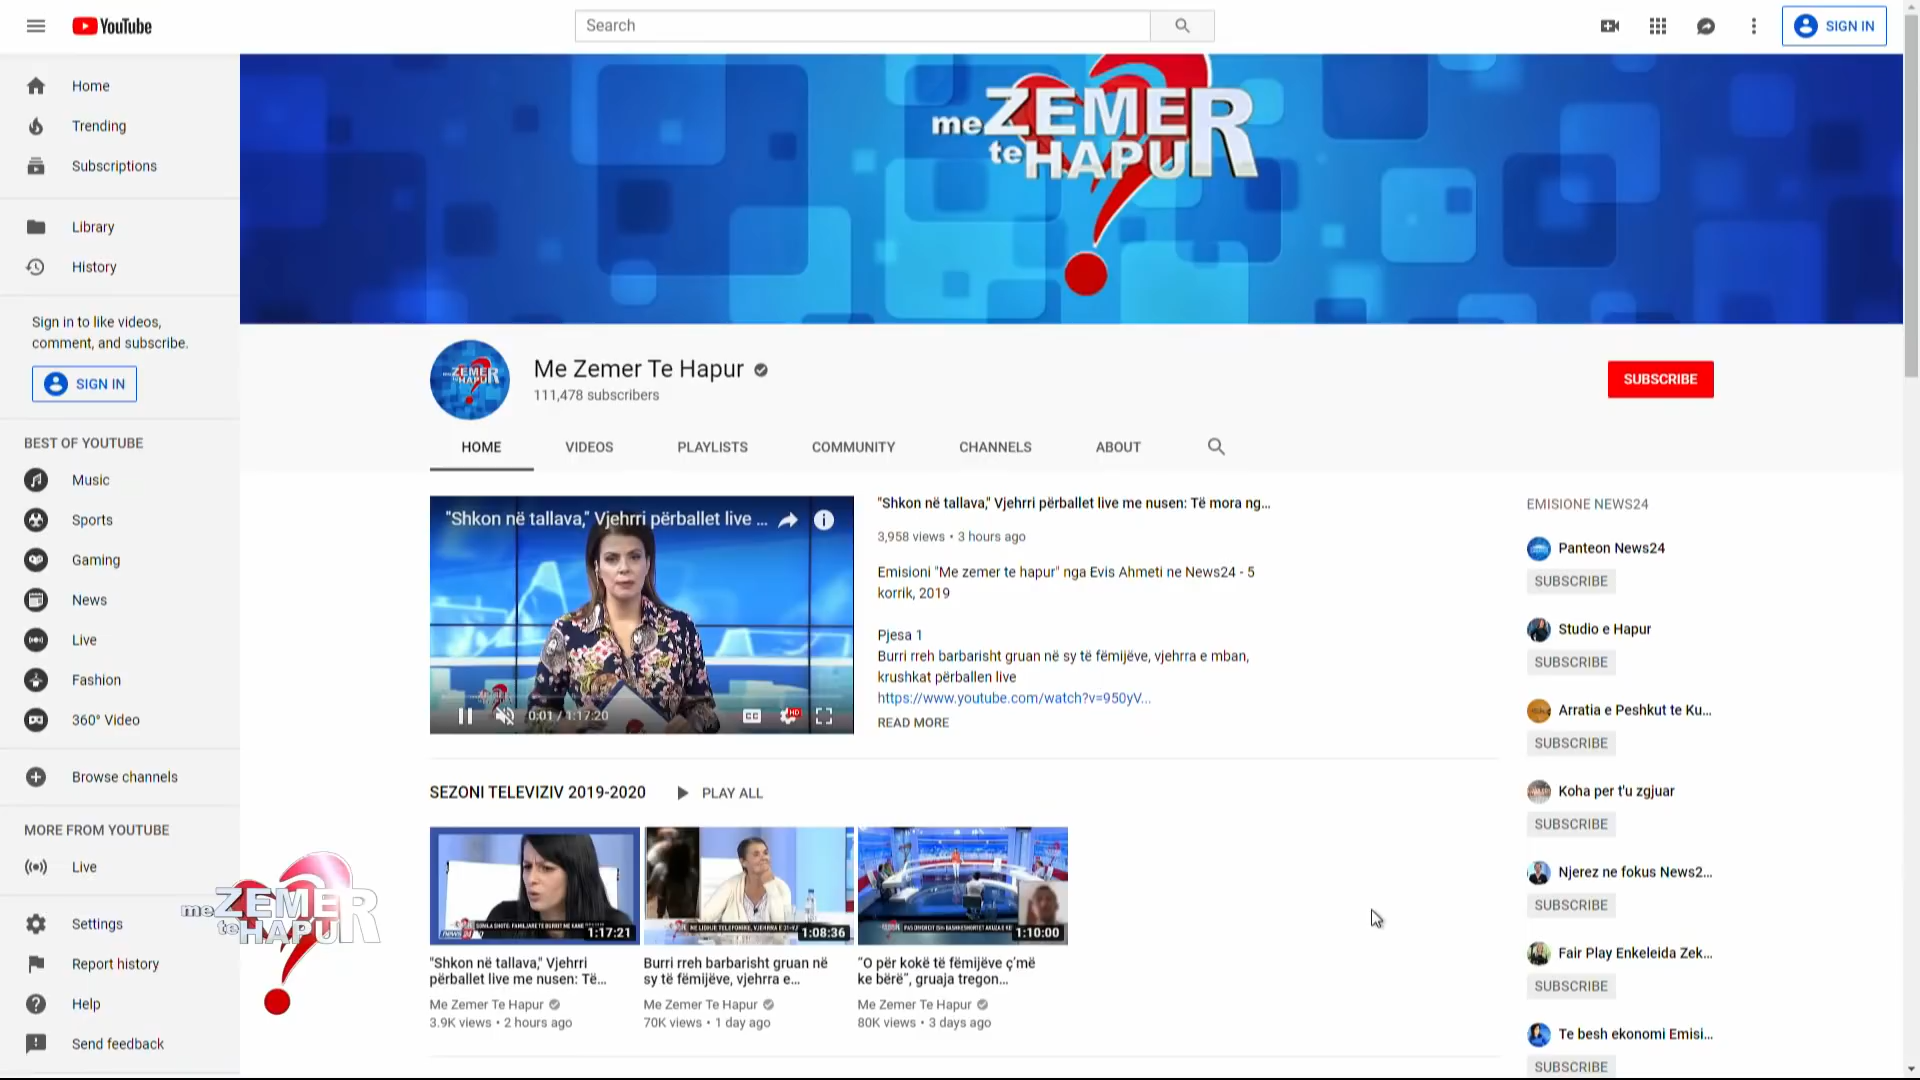 YouTube
Search
SIGN IN
Home
Trending
Subscriptions
Library
History
Sign in to like videos,
comment, and subscribe.
SIGN IN
BEST OF YOUTUBE
Music
Sports
Gaming
News
Live
Fashion
360° Video
Browse channels
MORE FROM YOUTUBE
Live
Settings
Report history
Help
Send feedback
me ZEMER
te HAPUR
me ZEMER
te HAPUR
Me Zemer Te Hapur
111,478 subscribers
SUBSCRIBE
HOME
VIDEOS
PLAYLISTS
COMMUNITY
CHANNELS
ABOUT
"Shkon në tallava," Vjehrri përballet live ...
0:01 / 1:17:20
CC
HD
"Shkon në tallava," Vjehrri përballet live me nusen: Të mora ng...
3,958 views • 3 hours ago
Emisioni "Me zemer te hapur" nga Evis Ahmeti ne News24 - 5
korrik, 2019
Pjesa 1
Burri rreh barbarisht gruan në sy të fëmijëve, vjehrra e mban,
krushkat përballen live
https://www.youtube.com/watch?v=950yV...
READ MORE
SEZONI TELEVIZIV 2019-2020
PLAY ALL
1:17:21
"Shkon në tallava," Vjehrri
përballet live me nusen: Të...
Me Zemer Te Hapur
3.9K views • 2 hours ago
1:08:36
Burri rreh barbarisht gruan në
sy të fëmijëve, vjehrra e...
Me Zemer Te Hapur
70K views • 1 day ago
1:10:00
"O për kokë të fëmijëve ç'më
ke bërë", gruaja tregon...
Me Zemer Te Hapur
80K views • 3 days ago
EMISIONE NEWS24
Panteon News24
SUBSCRIBE
Studio e Hapur
SUBSCRIBE
Arratia e Peshkut te Ku...
SUBSCRIBE
Koha per t'u zgjuar
SUBSCRIBE
Njerez ne fokus News2...
SUBSCRIBE
Fair Play Enkeleida Zek...
SUBSCRIBE
Te besh ekonomi Emisi...
SUBSCRIBE